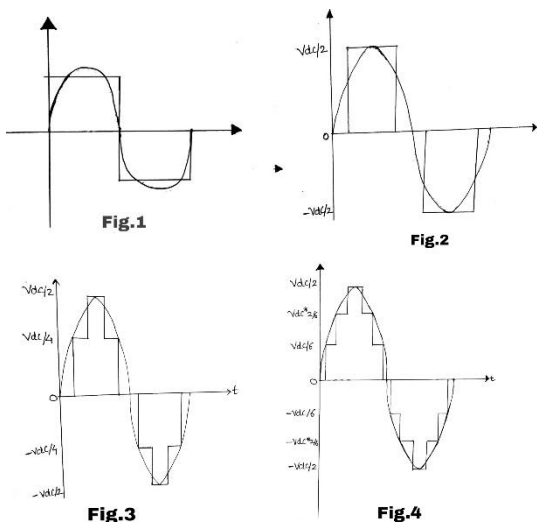 Fig.1
Vdc/2
0
-Vdc/2
Fig.2
Vdc/2
Vdc/4
0
t
-Vdc/4
-Vdc/2
Fig.3
Vdc/2
Vdc*2/6
Vdc/6
0
t
-Vdc/6
-Vdc*2/6
-Vdc/2
Fig.4